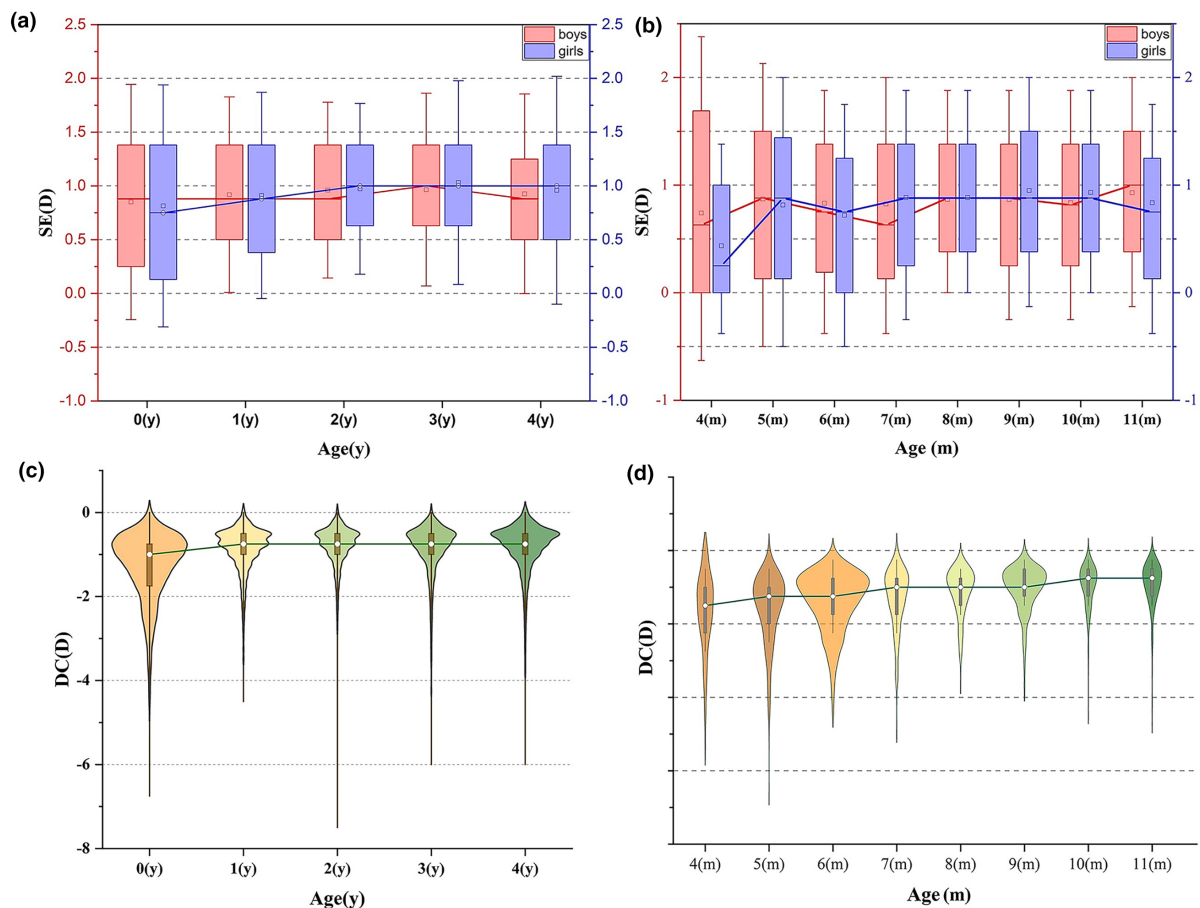 (a)
boys
girls
2.5
2.0
1.5
1.0
0.5
0.0
-0.5
-1.0
SE(D)
2.5
2.0
1.5
1.0
0.5
0.0
-0.5
-1.0
0(y) 1(y) 2(y) 3(y) 4(y)
Age(y)
(b)
boys
girls
2
1
0
-1
SE(D)
2
1
0
-1
4(m) 5(m) 6(m) 7(m) 8(m) 9(m) 10(m) 11(m)
Age (m)
(c)
0
-2
-4
-6
-8
DC(D)
0(y) 1(y) 2(y) 3(y) 4(y)
Age(y)
(d)
DC(D)
4(m) 5(m) 6(m) 7(m) 8(m) 9(m) 10(m) 11(m)
Age (m)